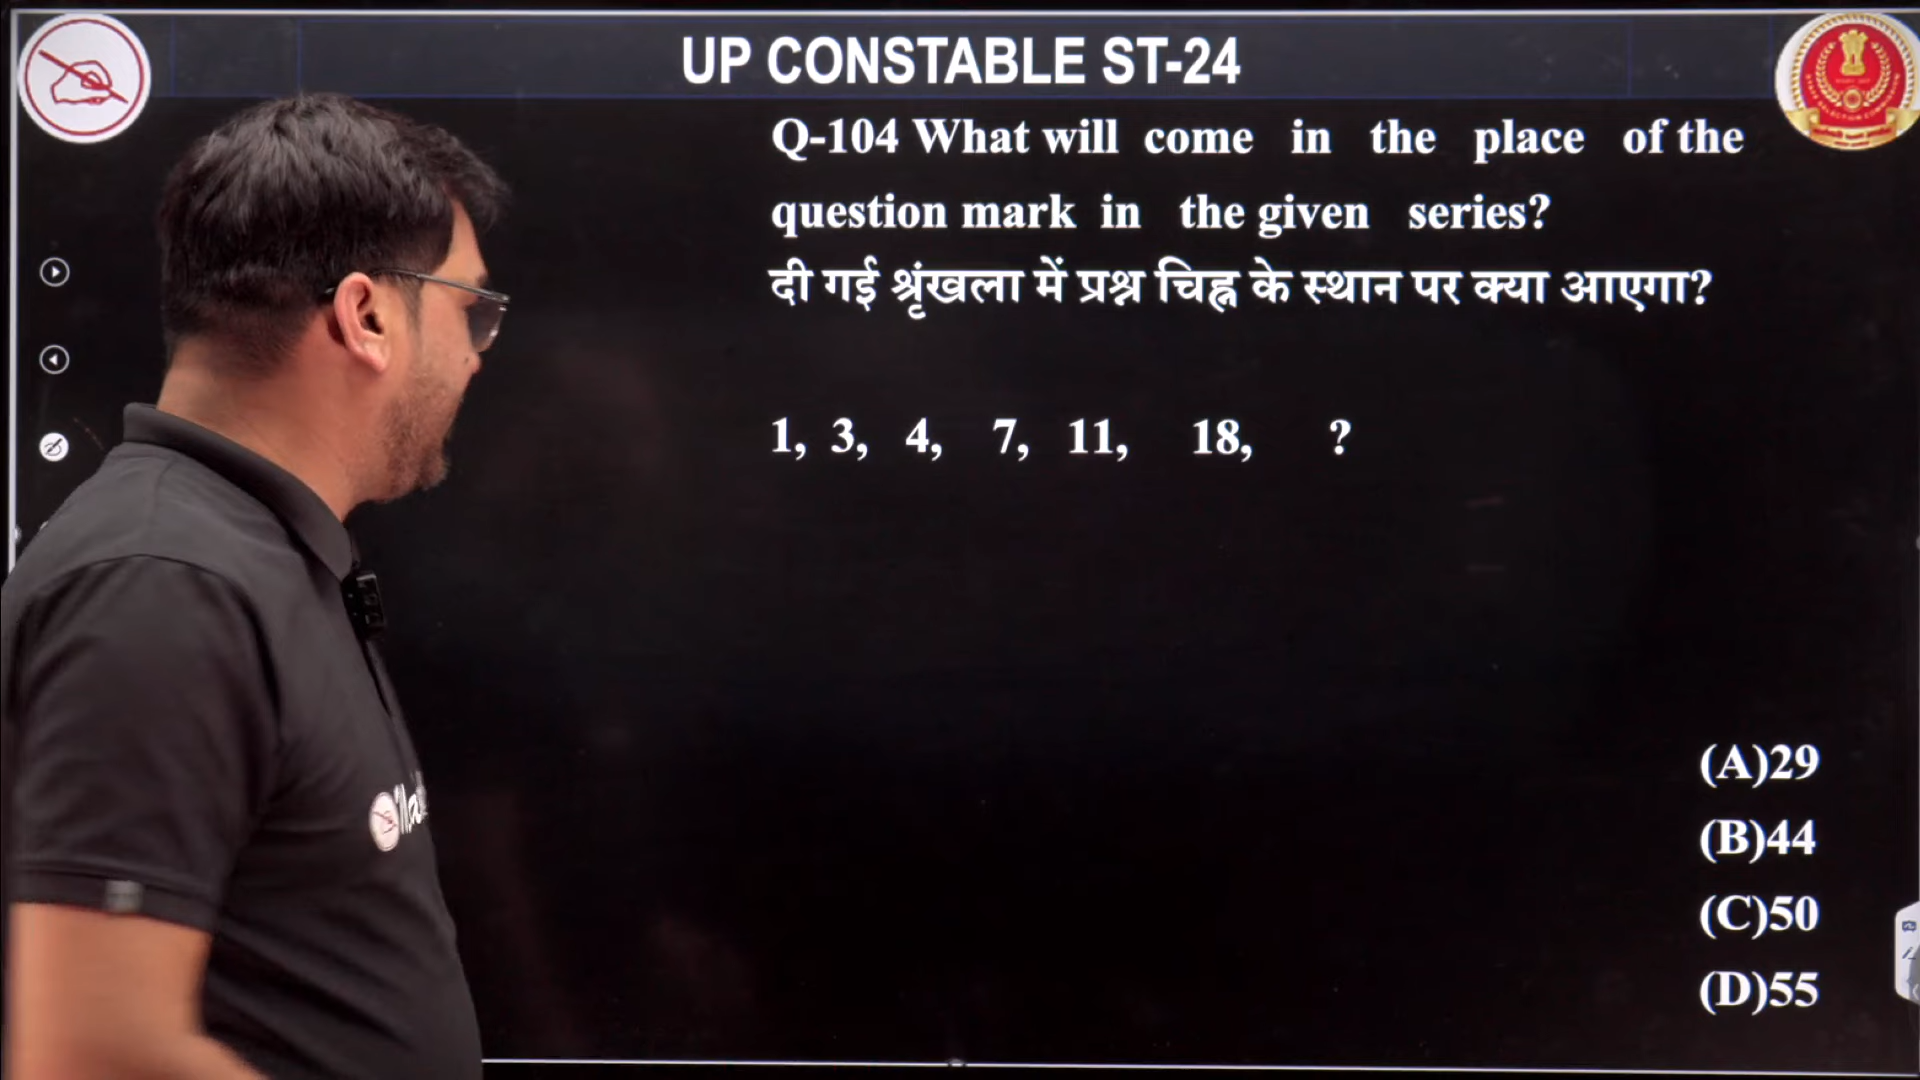 UP CONSTABLE ST-24
Q-104 What will come in the place of the
question mark in the given series?
दी गई श्रृंखला में प्रश्न चिह्न के स्थान पर क्या आएगा?
1, 3, 4, 7, 11, 18, ?
(A)29
(B)44
(C)50
(D)55